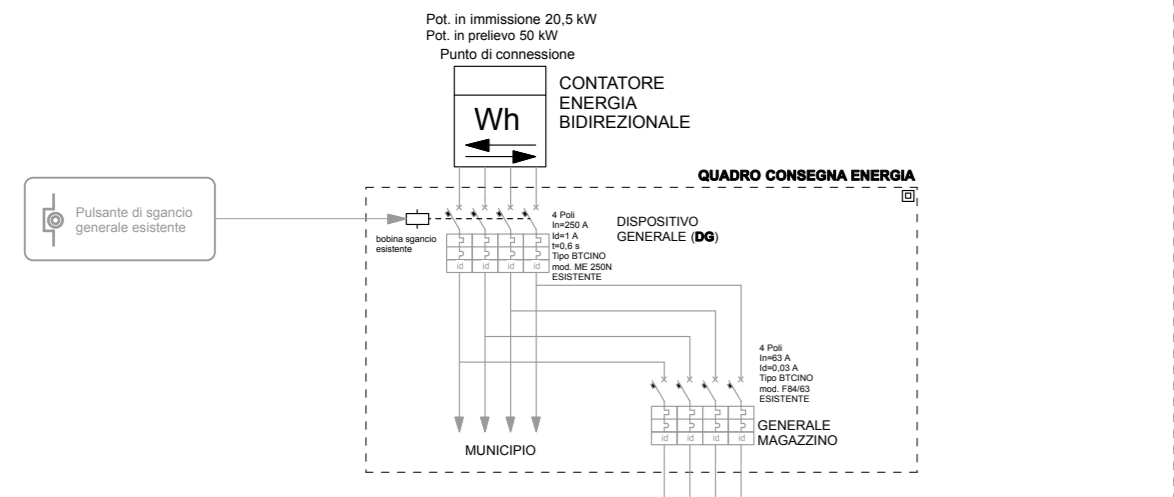 Pot. in immissione 20,5 kW
Pot. in prelievo 50 kW
Punto di connessione
CONTATORE
ENERGIA
BIDIREZIONALE
Wh
QUADRO CONSEGNA ENERGIA
Pulsante di sgancio
generale esistente
bobina sgancio
esistente
4 Poli
In=250 A
Id=1 A
t=0,6 s
Tipo BTCINO
mod. ME 250N
ESISTENTE
DISPOSITIVO
GENERALE (DG)
id id id id
4 Poli
In=63 A
Id=0,03 A
Tipo BTCINO
mod. F84/63
ESISTENTE
id id id id
GENERALE
MAGAZZINO
MUNICIPIO